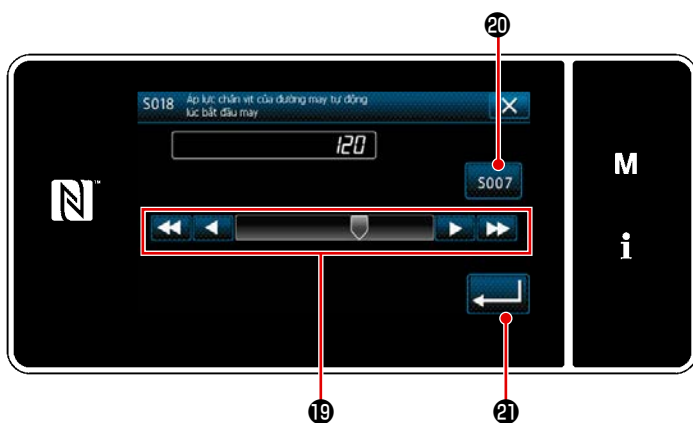 ⑳
S018 Áp lực chân vịt của đường may tự động
lúc bắt đầu may
120
S007
N™
M
i
⑲
㉑